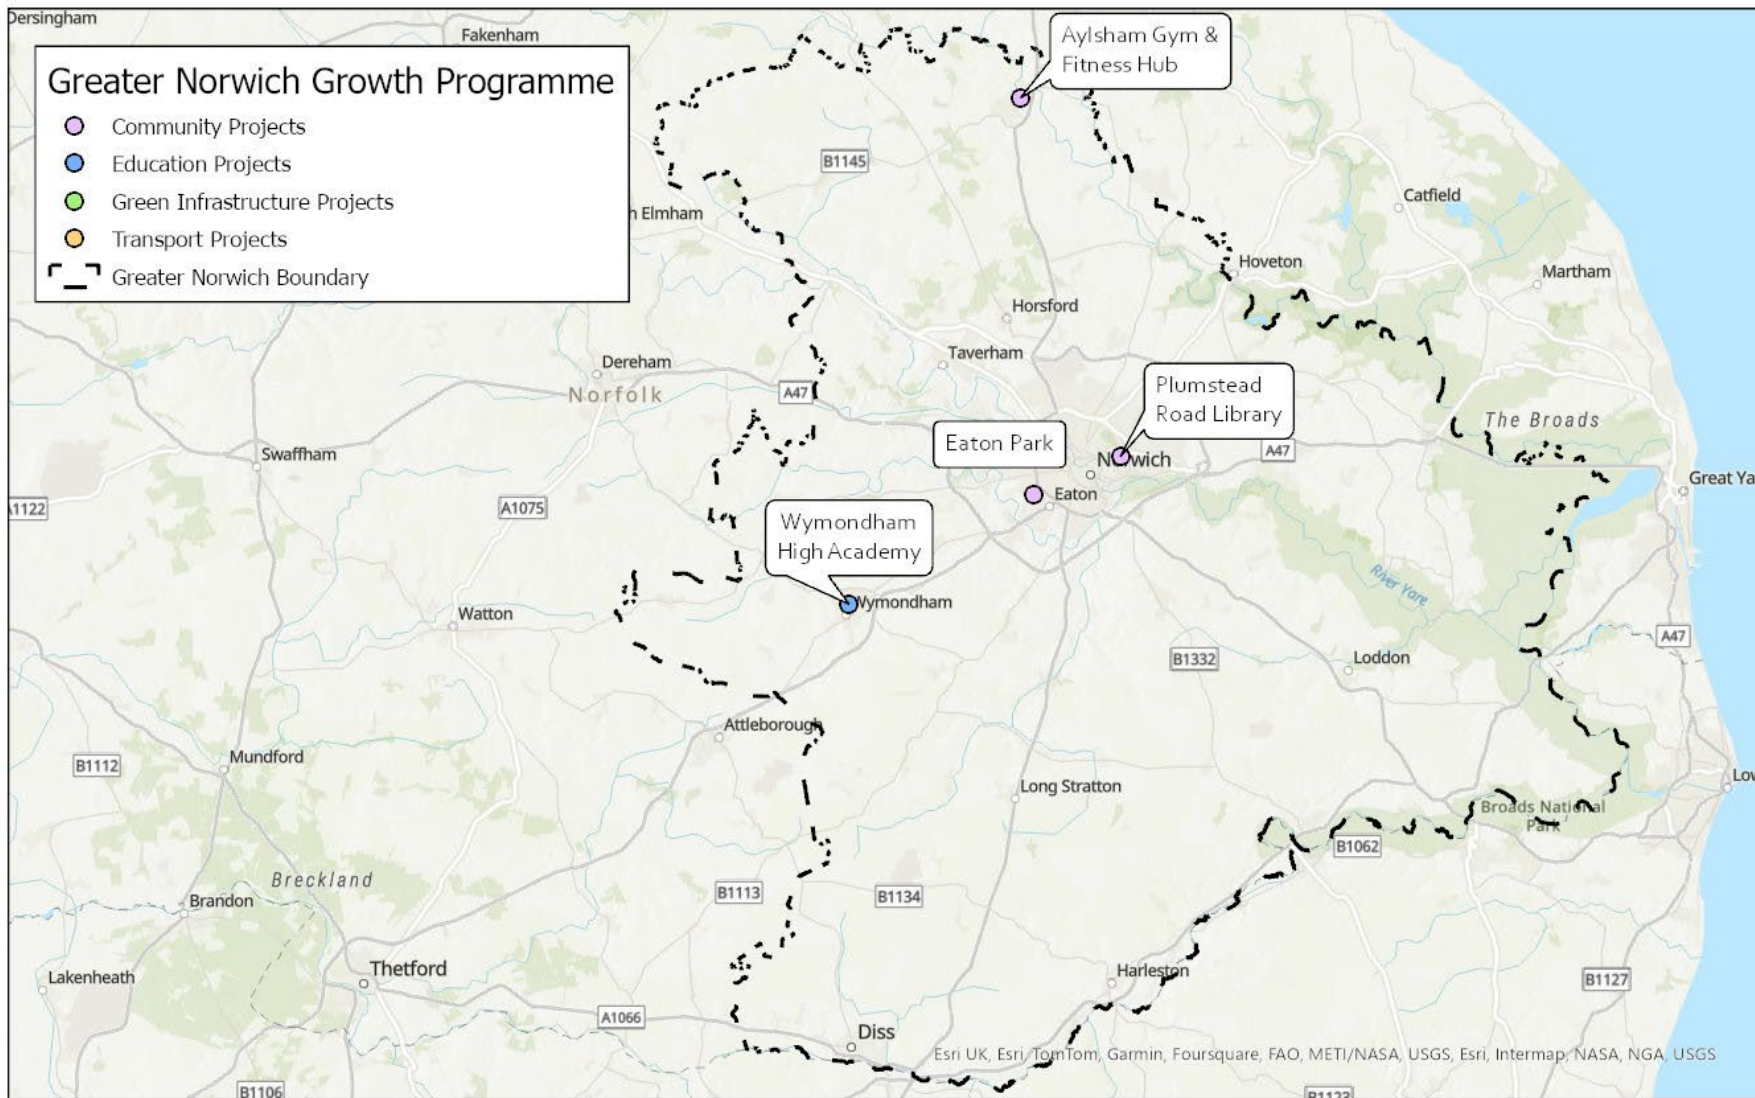 Dersingham
Fakenham
Aylsham Gym &
Fitness Hub
Greater Norwich Growth Programme
Community Projects
Education Projects
Green Infrastructure Projects
Transport Projects
Greater Norwich Boundary
B1145
Catfield
h Elmham
Hoveton
Martham
Horsford
Taverham
Dereham
Norfolk
A47
Plumstead
Road Library
The Broads
Eaton Park
Swaffham
Norwich
A47
Great Ya
A1122
A1075
Eaton
Wymondham
High Academy
River Yare
Wymondham
Watton
A47
B1332
Loddon
Attleborough
Mundford
B1112
Long Stratton
Low
Broads National
Park
B1062
Breckland
B1113
B1134
Brandon
Thetford
Harleston
Lakenheath
B1127
A1066
Diss
Esri UK, Esri, TomTom, Garmin, Foursquare, FAO, METI/NASA, USGS, Esri, Intermap, NASA, NGA, USGS
B1106
B1123